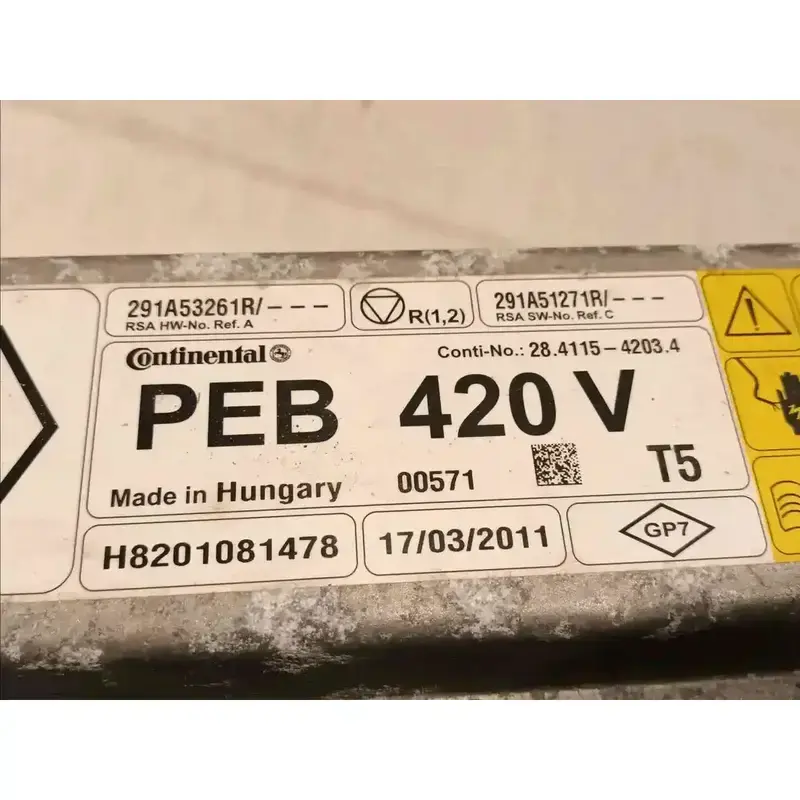 291A53261R/---
RSA HW-No. Ref. A
R(1,2)
291A51271R/---
RSA SW-No. Ref. C
Continental
Conti-No.: 28.4115-4203.4
PEB 420 V
Made in Hungary
00571
T5
H8201081478
17/03/2011
GP7